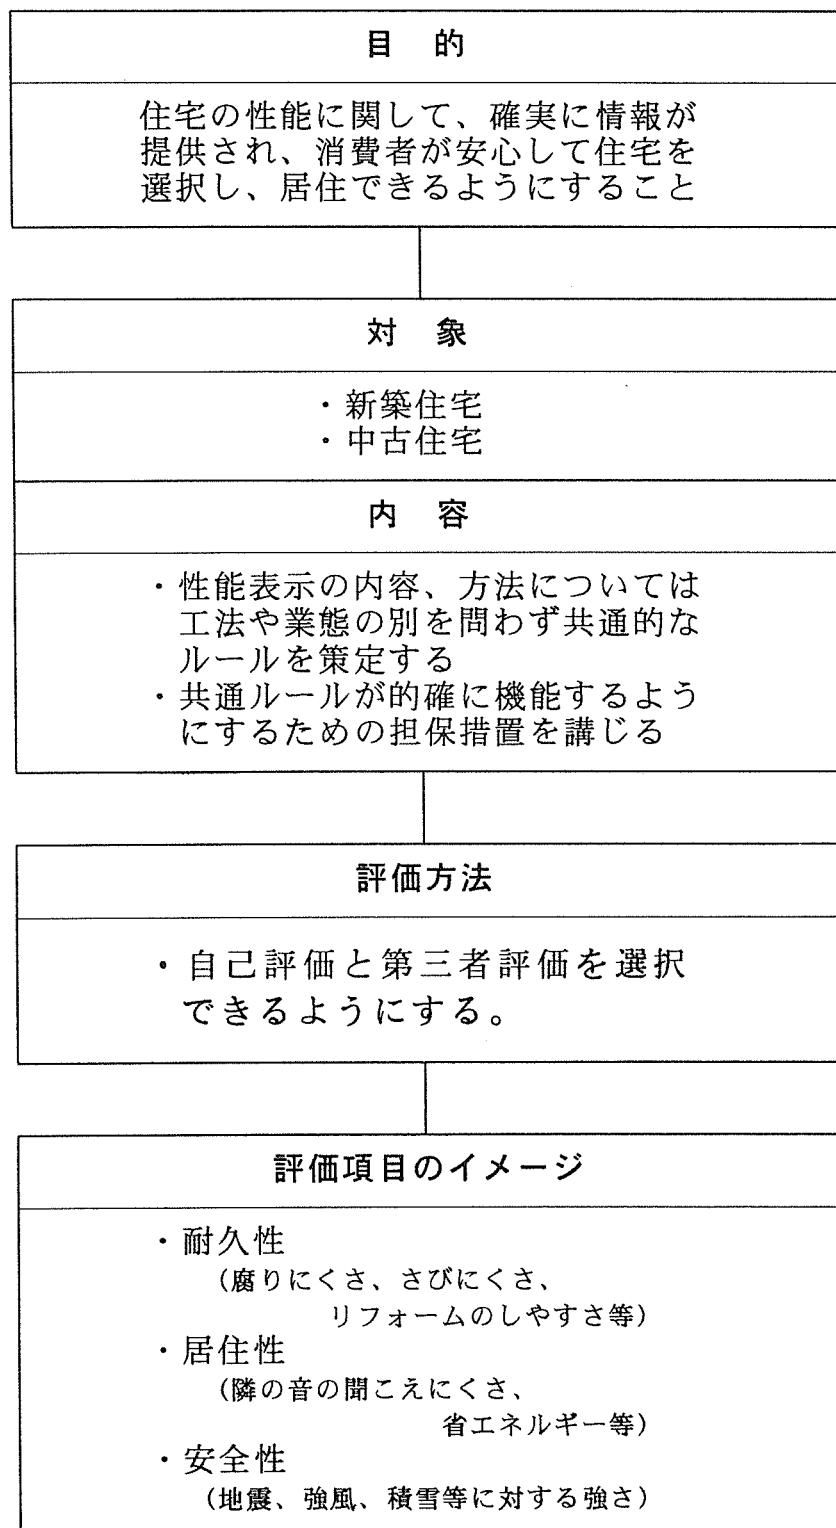 目　的
住宅の性能に関して、確実に情報が
提供され、消費者が安心して住宅を
選択し、居住できるようにすること
対　象
・新築住宅
・中古住宅
内　容
・性能表示の内容、方法については
工法や業態の別を問わず共通的な
ルールを策定する
・共通ルールが的確に機能するよう
にするための担保措置を講じる
評価方法
・自己評価と第三者評価を選択
できるようにする。
評価項目のイメージ
・耐久性
（腐りにくさ、さびにくさ、
リフォームのしやすさ等）
・居住性
（隣の音の聞こえにくさ、
省エネルギー等）
・安全性
（地震、強風、積雪等に対する強さ）